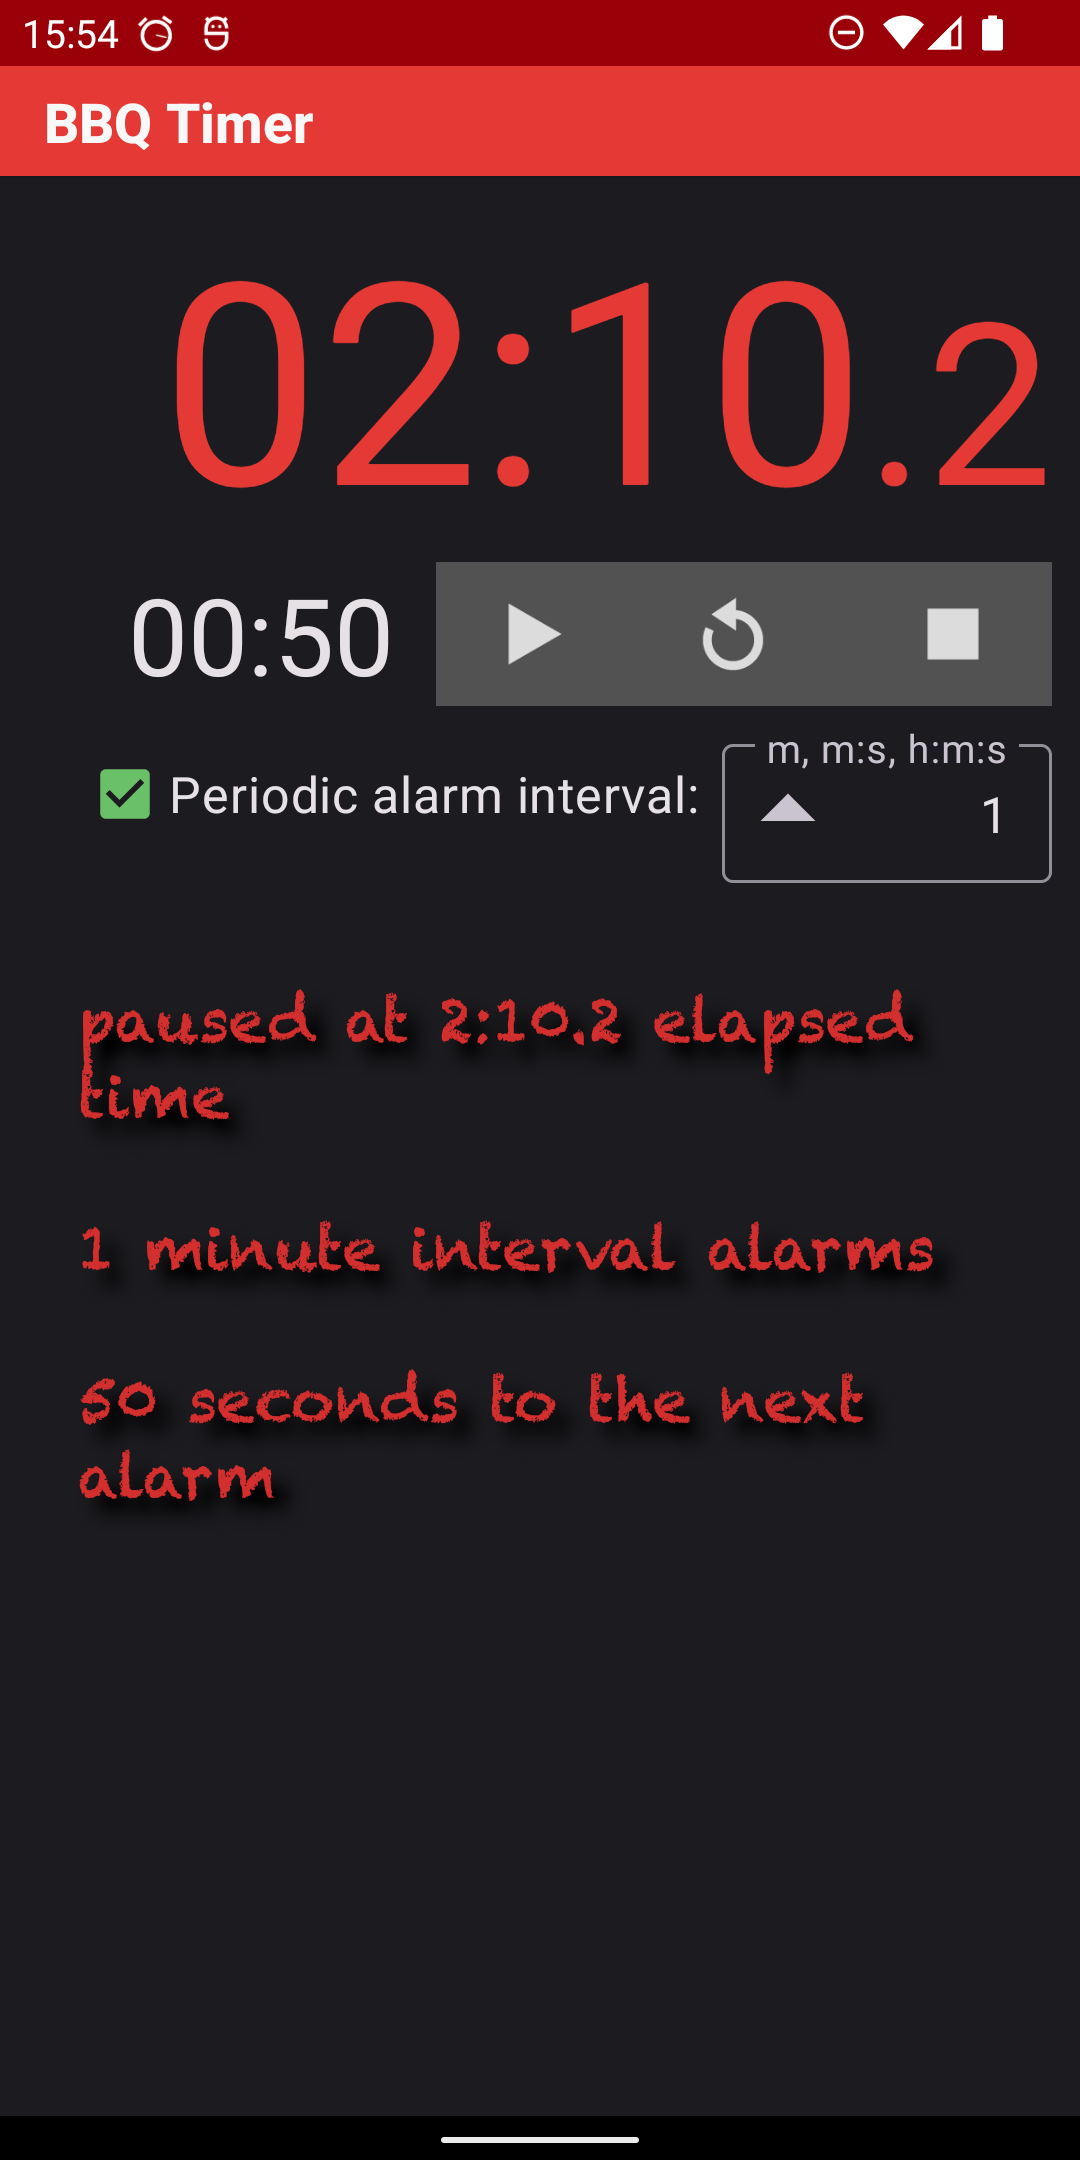 15:54
BBQ Timer
02:10.2
00:50
m, m:s, h:m:s
Periodic alarm interval:
1
paused at 2:10.2 elapsed
time
1 minute interval alarms
50 seconds to the next
alarm